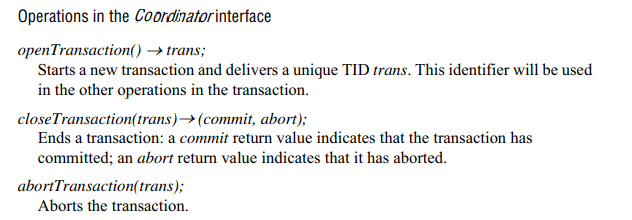 Operations in the Coordinator interface
openTransaction() → trans;
Starts a new transaction and delivers a unique TID trans. This identifier will be used
in the other operations in the transaction.
closeTransaction(trans) → (commit, abort);
Ends a transaction: a commit return value indicates that the transaction has
committed; an abort return value indicates that it has aborted.
abortTransaction(trans);
Aborts the transaction.